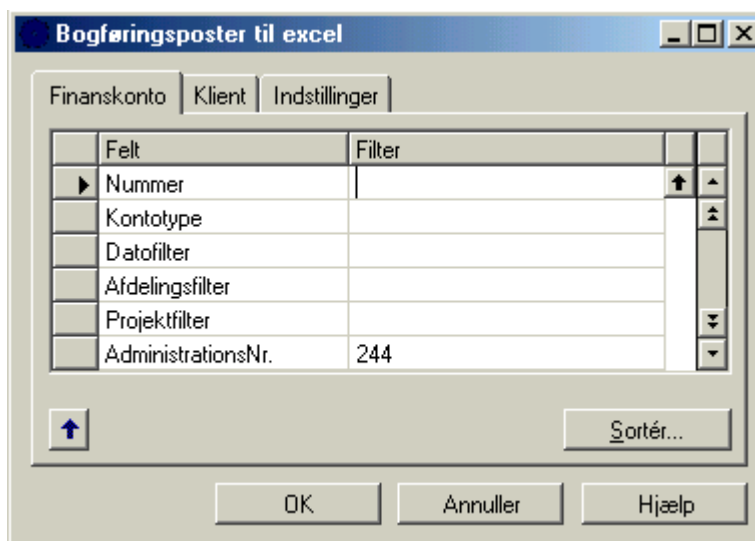 Bogføringsposter til excel
Finanskonto Klient Indstillinger
Felt Filter
Nummer
Kontotype
Datofilter
Afdelingsfilter
Projektfilter
AdministrationsNr. 244
Sortér...
OK Annuller Hjælp